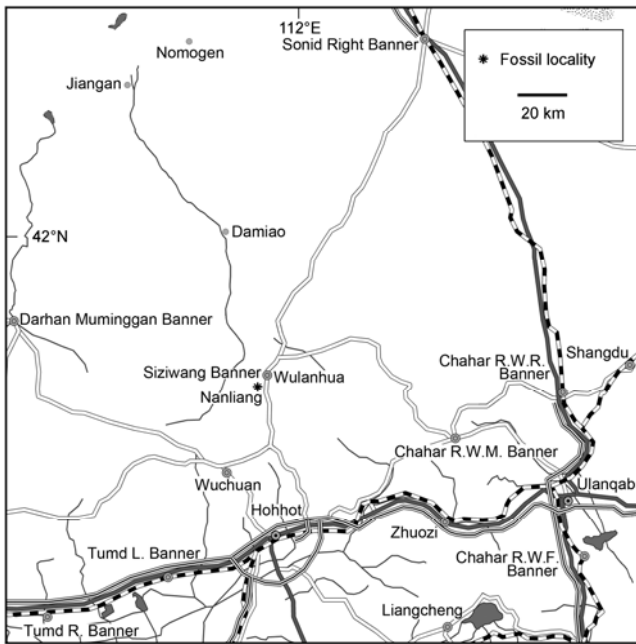 112°E
Nomogen
Sonid Right Banner
Fossil locality
Jiangan
20 km
42°N
Damiao
Darhan Muminggan Banner
Siziwang Banner
Wulanhua
Nanliang
Chahar R.W.R.
Banner
Shangdu
Chahar R.W.M. Banner
Wuchuan
Ulanqab
Hohhot
Zhuozi
Tumd L. Banner
Chahar R.W.F.
Banner
Liangcheng
Tumd R. Banner